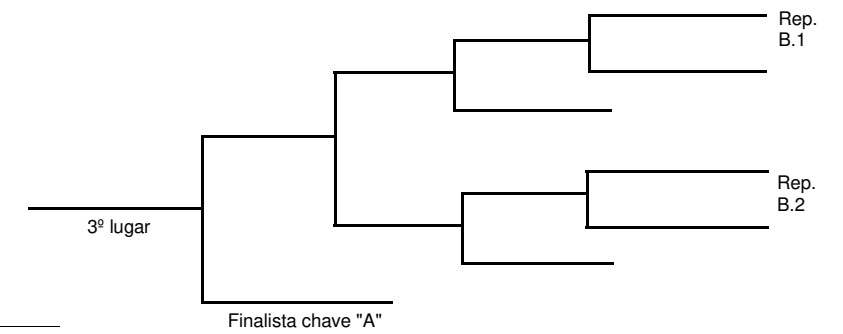 Rep.
B.1
Rep.
B.2
3º lugar
Finalista chave "A"